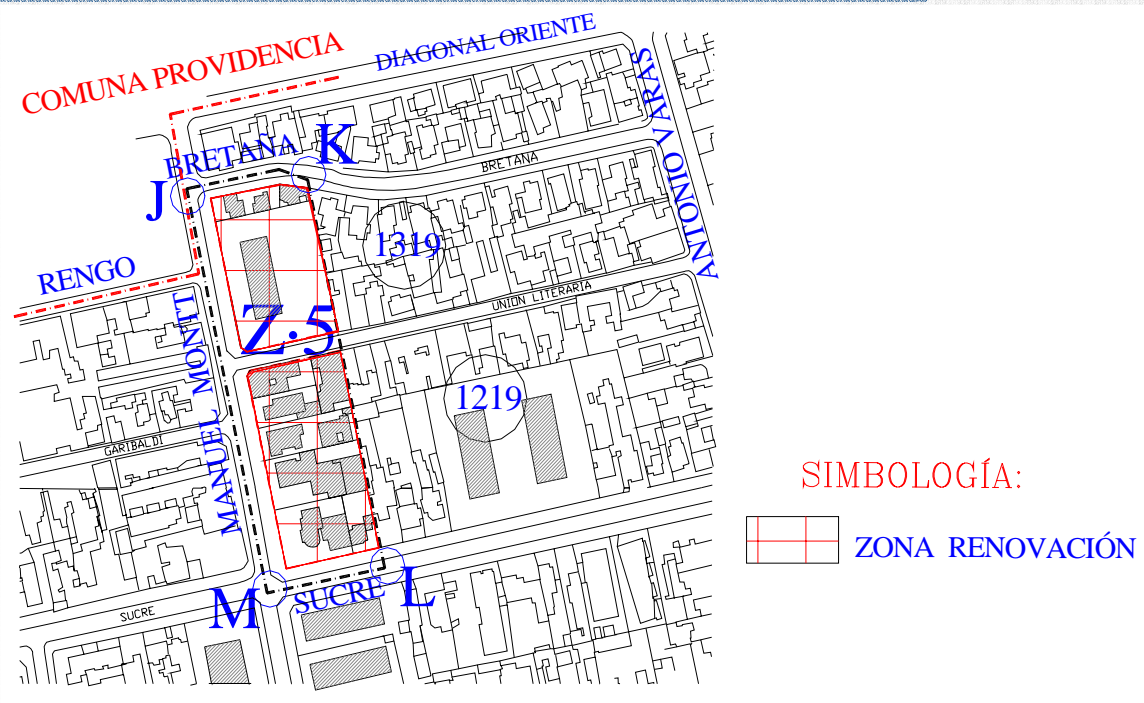 COMUNA PROVIDENCIA
DIAGONAL ORIENTE
ANTONIO VARAS
BRETAÑA
K
BRETANA
J
1319
RENGO
UNION LITERARIA
MANUEL MONTT
Z.5
1219
GARIBALDI
SIMBOLOGÍA:
ZONA RENOVACIÓN
M
SUCRE
L
SUCRE